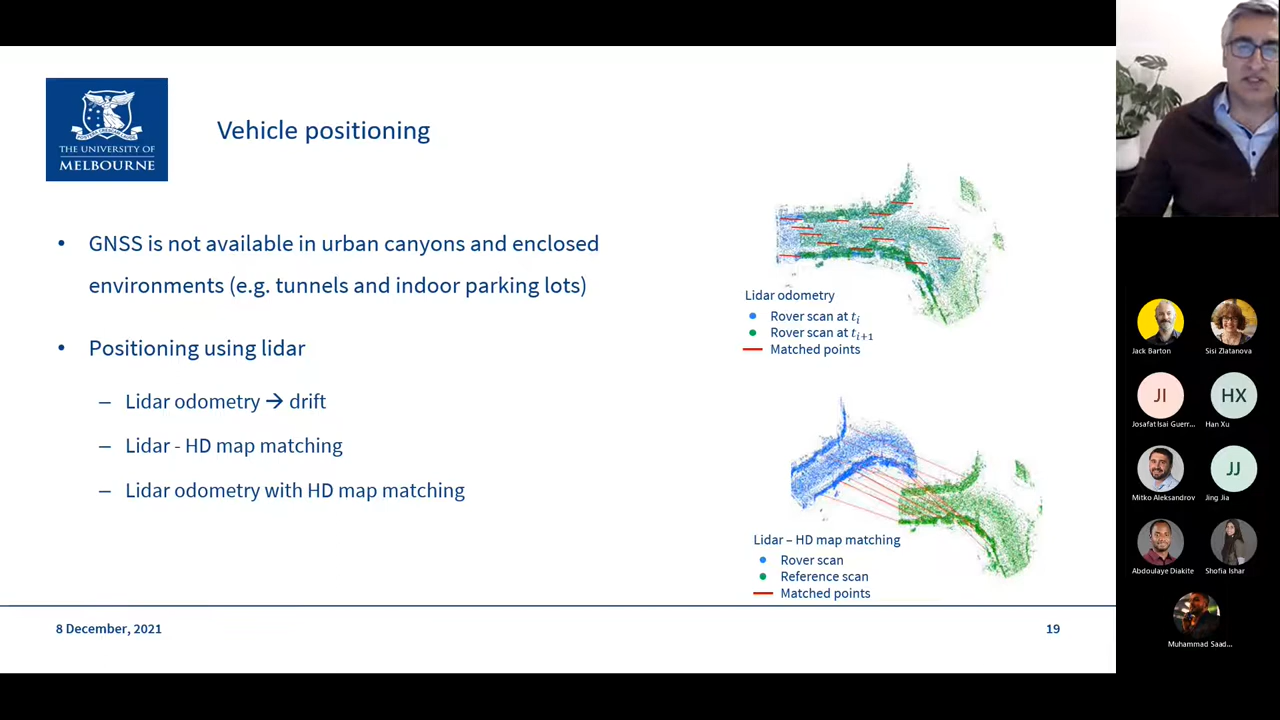 THE UNIVERSITY OF
MELBOURNE
Vehicle positioning
• GNSS is not available in urban canyons and enclosed
environments (e.g. tunnels and indoor parking lots)
• Positioning using lidar
– Lidar odometry → drift
– Lidar - HD map matching
– Lidar odometry with HD map matching
Lidar odometry
Rover scan at tᵢ
Rover scan at tᵢ₊₁
Matched points
Lidar – HD map matching
Rover scan
Reference scan
Matched points
8 December, 2021
19
Jack Barton
Sisi Zlatanova
JI
HX
Josafat Isai Guerr...
Han Xu
JJ
Mitko Aleksandrov
Jing Jia
Abdoulaye Diakite
Shofia Ishar
Muhammad Saad...